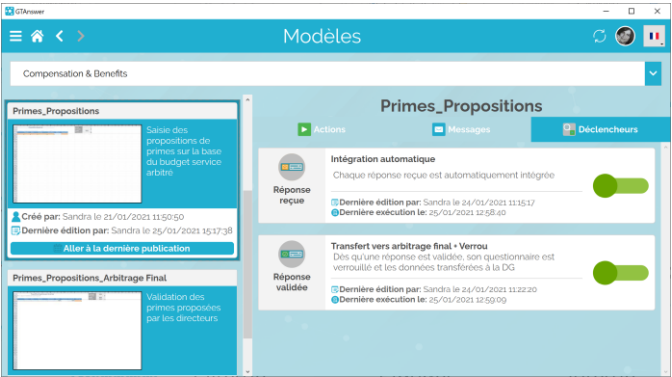 GTAnswer
Modèles
Compensation & Benefits
Primes_Propositions
Saisie des
propositions de
primes sur la base
du budget service
arbitré
Créé par: Sandra le 21/01/2021 11:50:50
Dernière édition par: Sandra le 25/01/2021 15:17:38
Aller à la dernière publication
Primes_Propositions_Arbitrage Final
Validation des
primes proposées
par les directeurs
Primes_Propositions
Actions
Messages
Déclencheurs
Réponse
reçue
Intégration automatique
Chaque réponse reçue est automatiquement intégrée
Dernière édition par: Sandra le 24/01/2021 11:15:17
Dernière exécution le: 25/01/2021 12:58:40
Réponse
validée
Transfert vers arbitrage final + Verrou
Dès qu'une réponse est validée, son questionnaire est
verrouillé et les données transférées à la DG
Dernière édition par: Sandra le 24/01/2021 11:22:20
Dernière exécution le: 25/01/2021 12:59:09